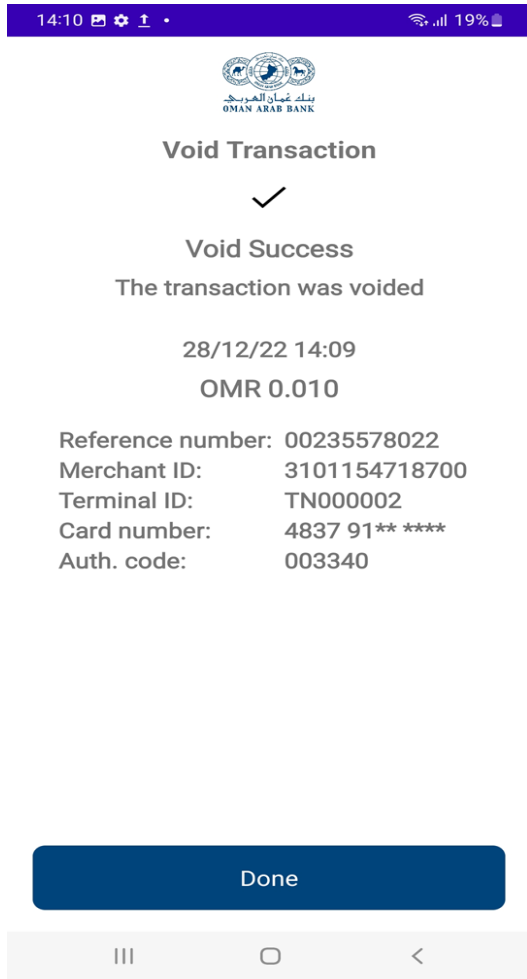 14:10
19%
بنك عُمان العربي
OMAN ARAB BANK
Void Transaction
Void Success
The transaction was voided
28/12/22 14:09
OMR 0.010
Reference number: 00235578022
Merchant ID: 3101154718700
Terminal ID: TN000002
Card number: 4837 91** ****
Auth. code: 003340
Done